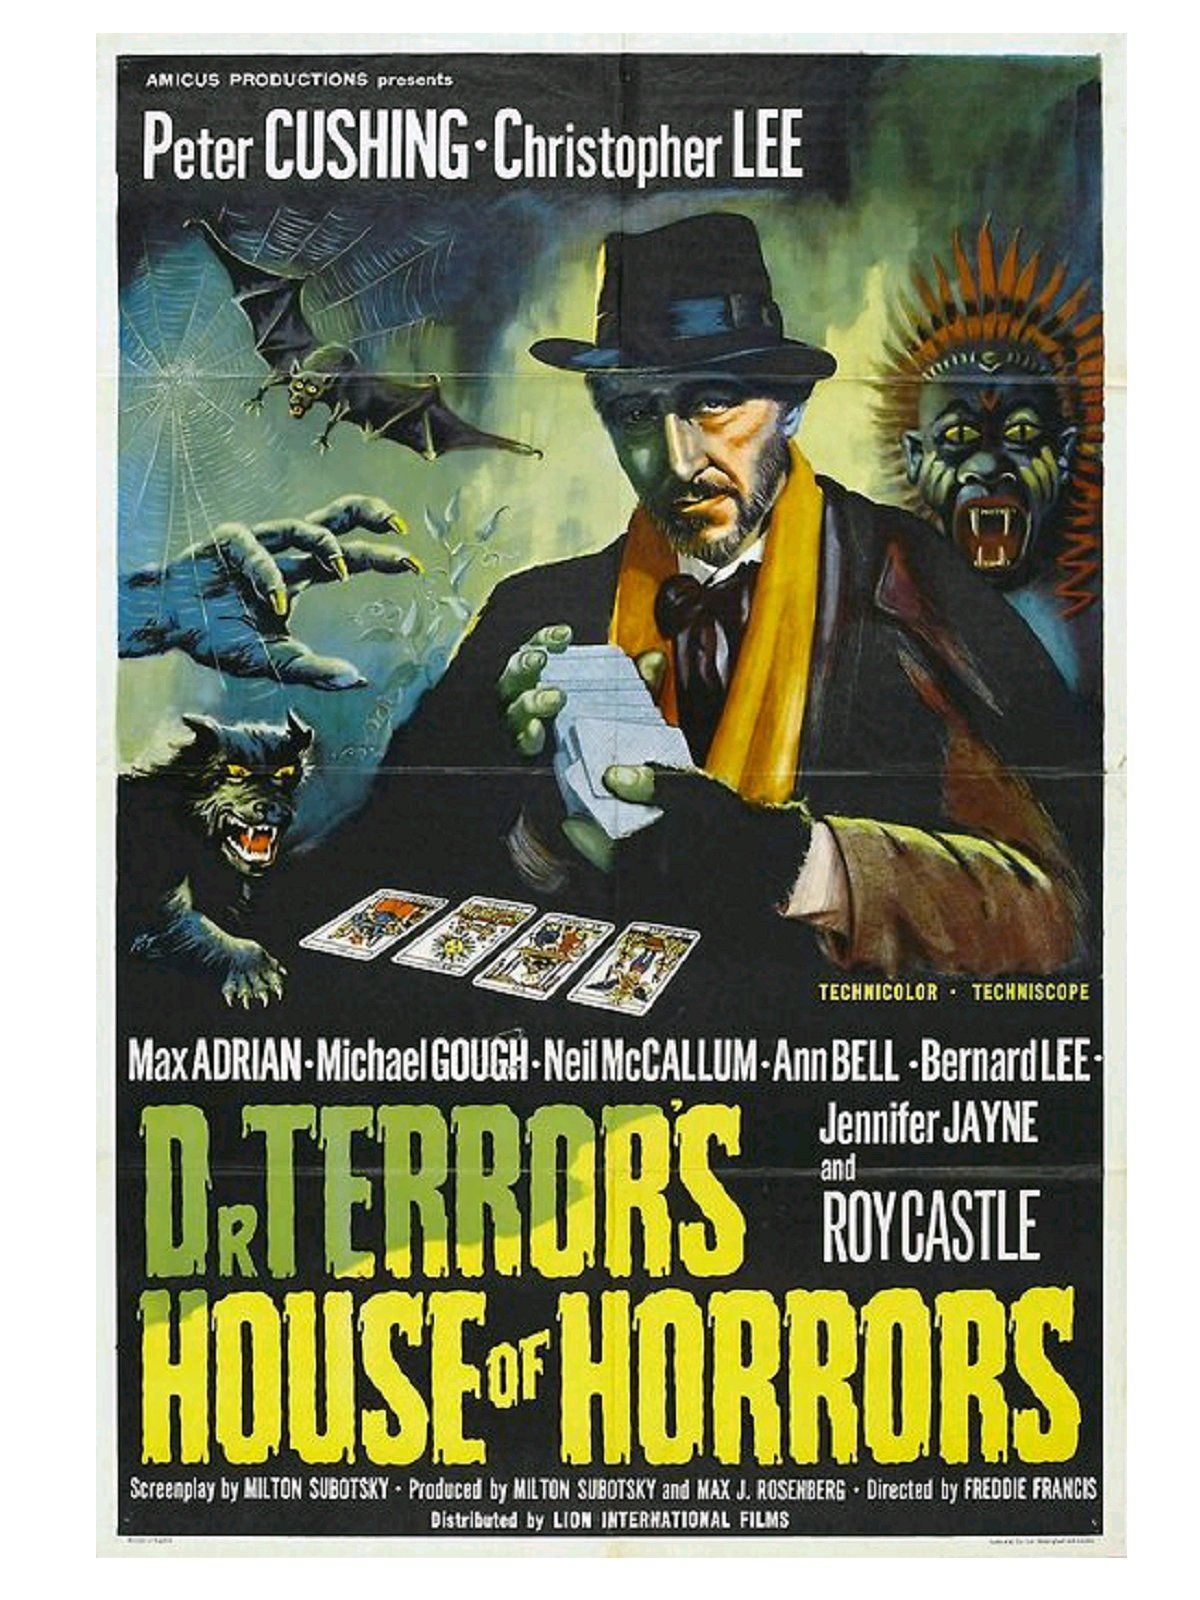 AMICUS PRODUCTIONS presents
Peter CUSHING · Christopher LEE
TECHNICOLOR · TECHNISCOPE
Max ADRIAN · Michael GOUGH · Neil McCALLUM · Ann BELL · Bernard LEE ·
Jennifer JAYNE
and
ROY CASTLE
DR TERROR'S
HOUSE OF HORRORS
Screenplay by MILTON SUBOTSKY · Produced by MILTON SUBOTSKY and MAX J. ROSENBERG · Directed by FREDDIE FRANCIS
Distributed by LION INTERNATIONAL FILMS